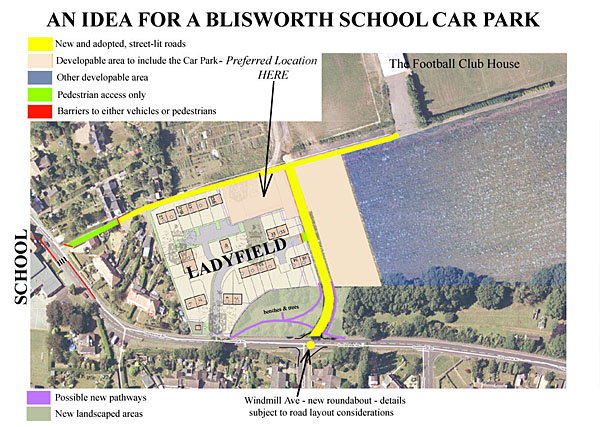 AN IDEA FOR A BLISWORTH SCHOOL CAR PARK
New and adopted, street-lit roads
Developable area to include the Car Park - Preferred Location
HERE
Other developable area
Pedestrian access only
Barriers to either vehicles or pedestrians
The Football Club House
SCHOOL
LADYFIELD
benches & trees
Possible new pathways
New landscaped areas
Windmill Ave - new roundabout - details
subject to road layout considerations